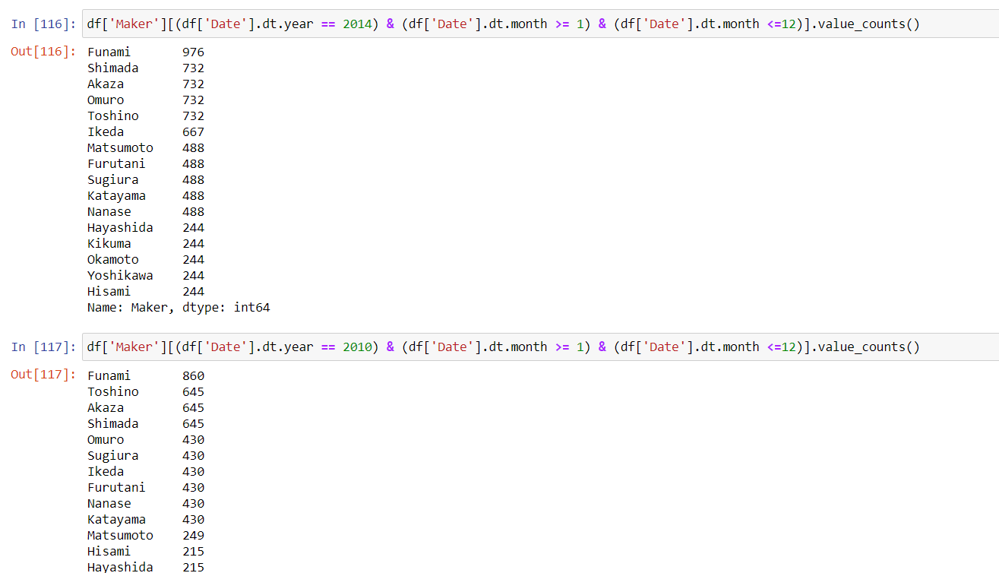 In [116]: df['Maker'][(df['Date'].dt.year == 2014) & (df['Date'].dt.month >= 1) & (df['Date'].dt.month <=12)].value_counts()
Out[116]: Funami 976
Shimada 732
Akaza 732
Omuro 732
Toshino 732
Ikeda 667
Matsumoto 488
Furutani 488
Sugiura 488
Katayama 488
Nanase 488
Hayashida 244
Kikuma 244
Okamoto 244
Yoshikawa 244
Hisami 244
Name: Maker, dtype: int64
In [117]: df['Maker'][(df['Date'].dt.year == 2010) & (df['Date'].dt.month >= 1) & (df['Date'].dt.month <=12)].value_counts()
Out[117]: Funami 860
Toshino 645
Akaza 645
Shimada 645
Omuro 430
Sugiura 430
Ikeda 430
Furutani 430
Nanase 430
Katayama 430
Matsumoto 249
Hisami 215
Hayashida 215